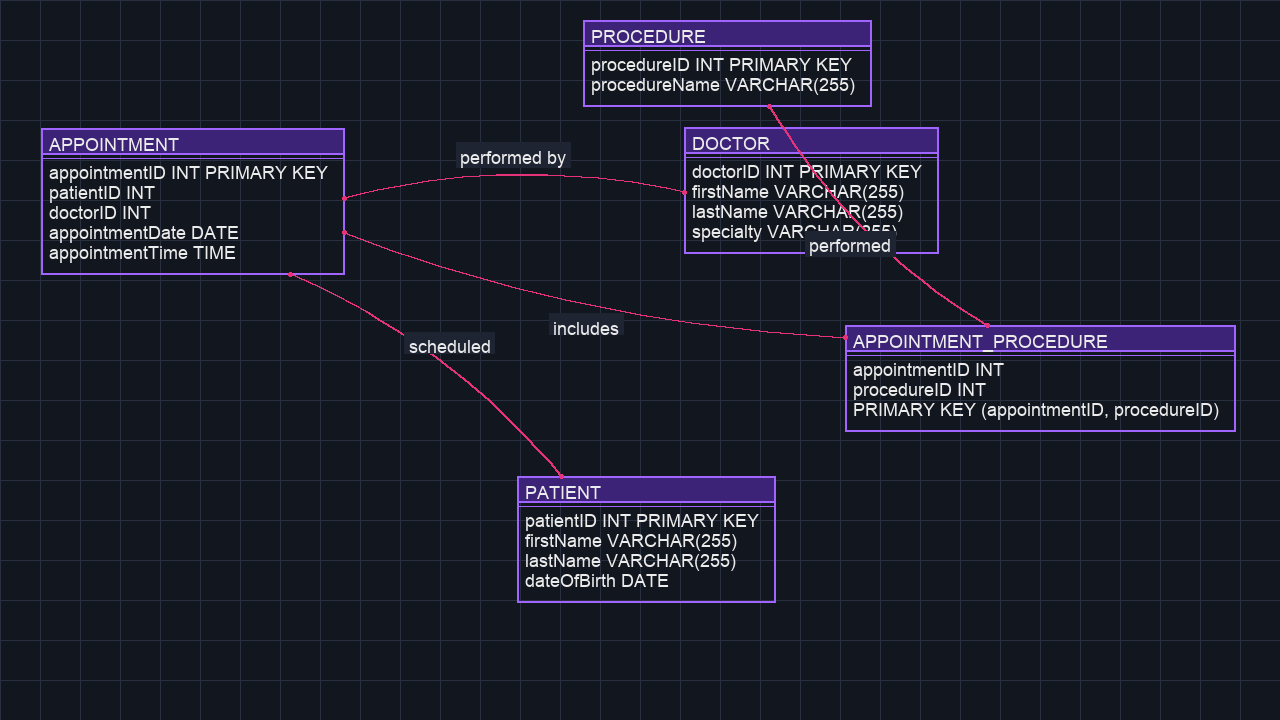 PROCEDURE
procedureID INT PRIMARY KEY
procedureName VARCHAR(255)
APPOINTMENT
appointmentID INT PRIMARY KEY
patientID INT
doctorID INT
appointmentDate DATE
appointmentTime TIME
performed by
DOCTOR
doctorID INT PRIMARY KEY
firstName VARCHAR(255)
lastName VARCHAR(255)
specialty VARCHAR(255)
performed
includes
scheduled
APPOINTMENT_PROCEDURE
appointmentID INT
procedureID INT
PRIMARY KEY (appointmentID, procedureID)
PATIENT
patientID INT PRIMARY KEY
firstName VARCHAR(255)
lastName VARCHAR(255)
dateOfBirth DATE